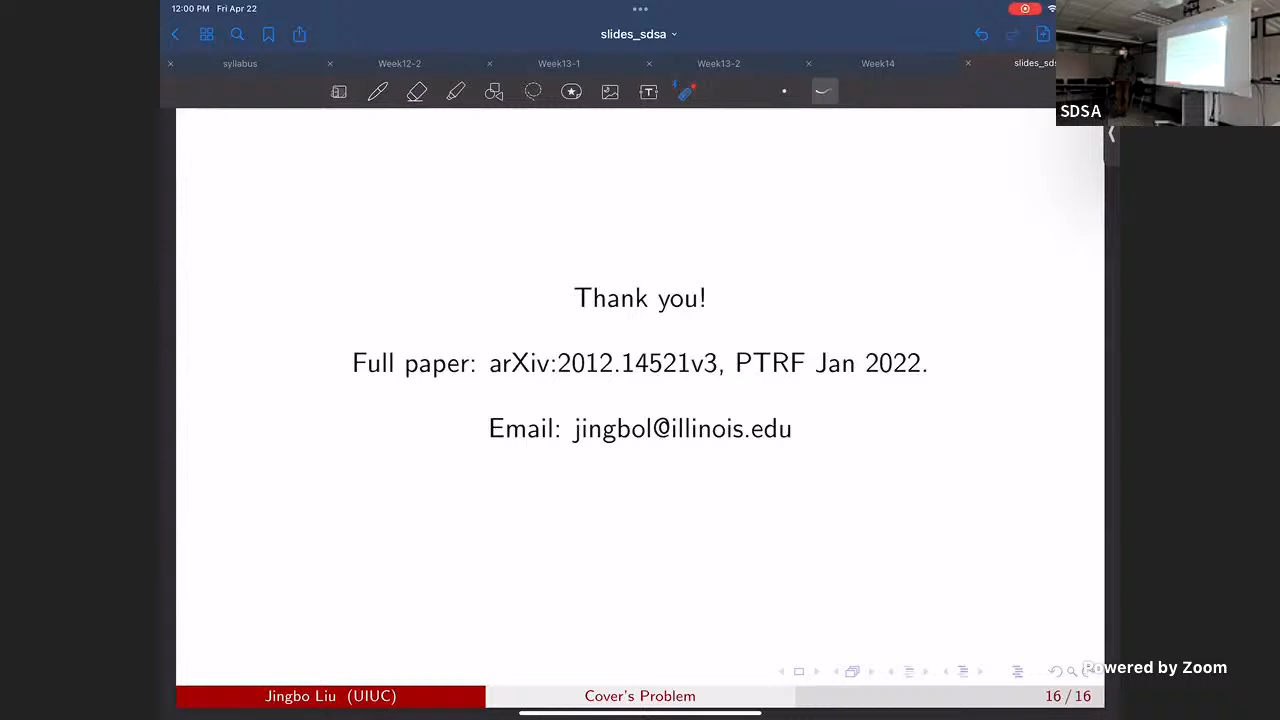 12:00 PM Fri Apr 22
slides_sdsa
syllabus
Week12-2
Week13-1
Week13-2
Week14
slides_sds
SDSA
Thank you!
Full paper: arXiv:2012.14521v3, PTRF Jan 2022.
Email: jingbol@illinois.edu
Powered by Zoom
Jingbo Liu (UIUC)
Cover's Problem
16 / 16